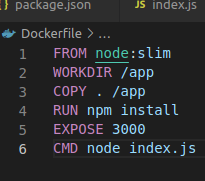 package.json JS index.js
Dockerfile > ...
1 FROM node:slim
2 WORKDIR /app
3 COPY . /app
4 RUN npm install
5 EXPOSE 3000
6 CMD node index.js